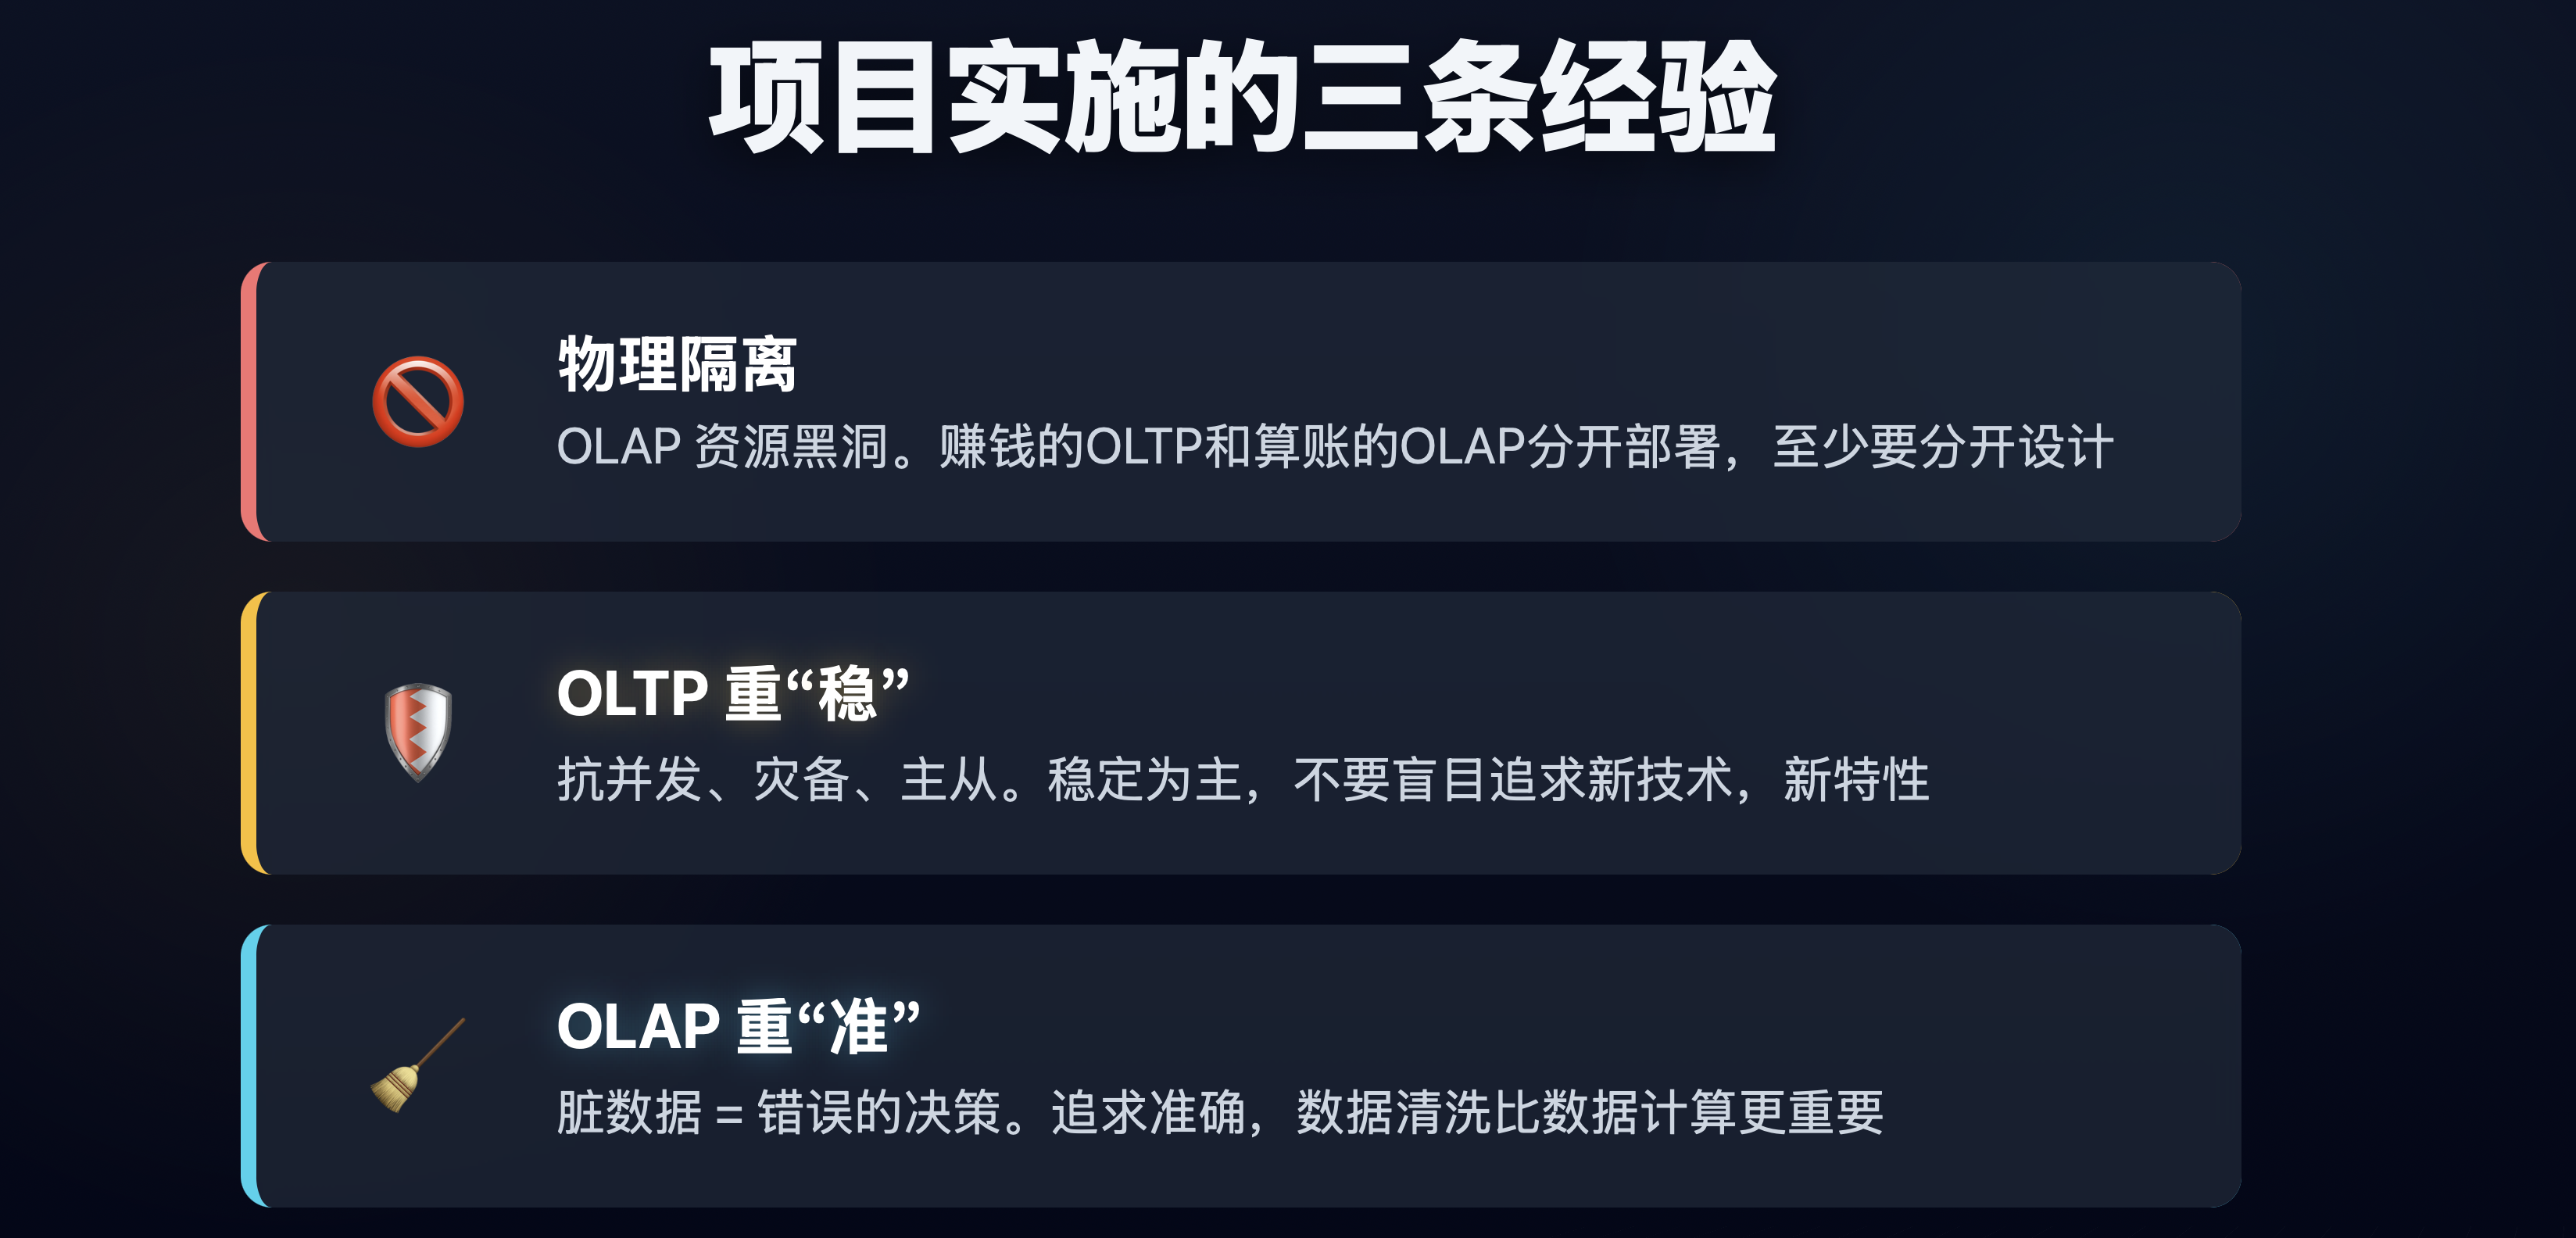 项目实施的三条经验
物理隔离
OLAP 资源黑洞。赚钱的OLTP和算账的OLAP分开部署，至少要分开设计
OLTP 重“稳”
抗并发、灾备、主从。稳定为主，不要盲目追求新技术，新特性
OLAP 重“准”
脏数据 = 错误的决策。追求准确，数据清洗比数据计算更重要